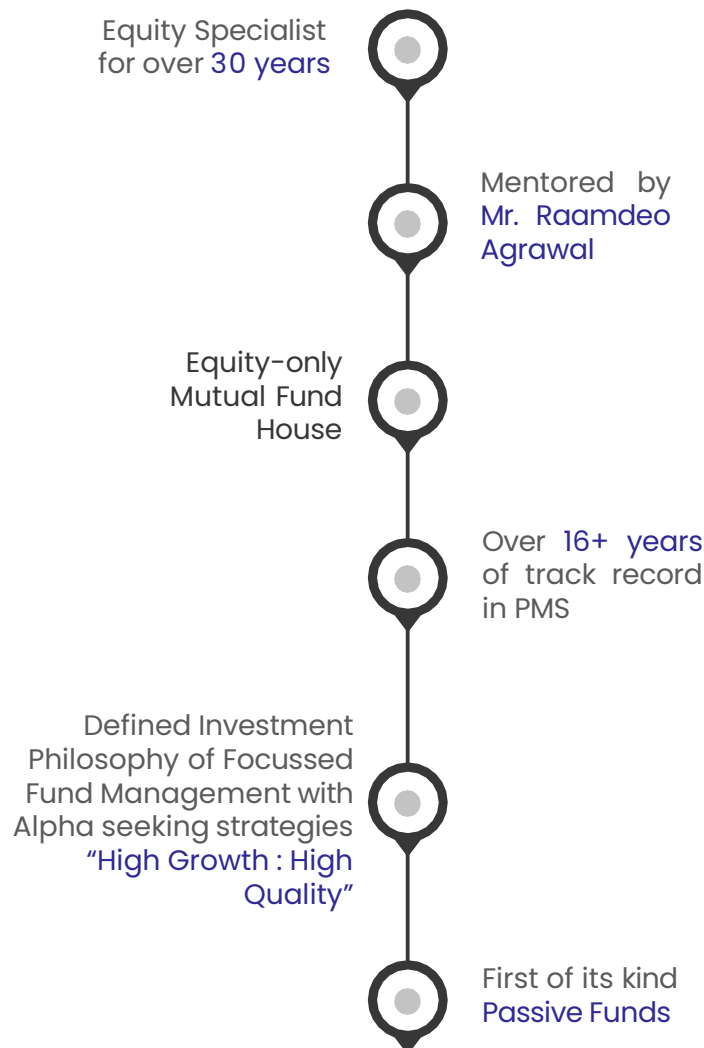 Equity Specialist
for over 30 years
Mentored by
Mr. Raamdeo
Agrawal
Equity-only
Mutual Fund
House
Over 16+ years
of track record
in PMS
Defined Investment
Philosophy of Focussed
Fund Management with
Alpha seeking strategies
“High Growth : High
Quality”
First of its kind
Passive Funds